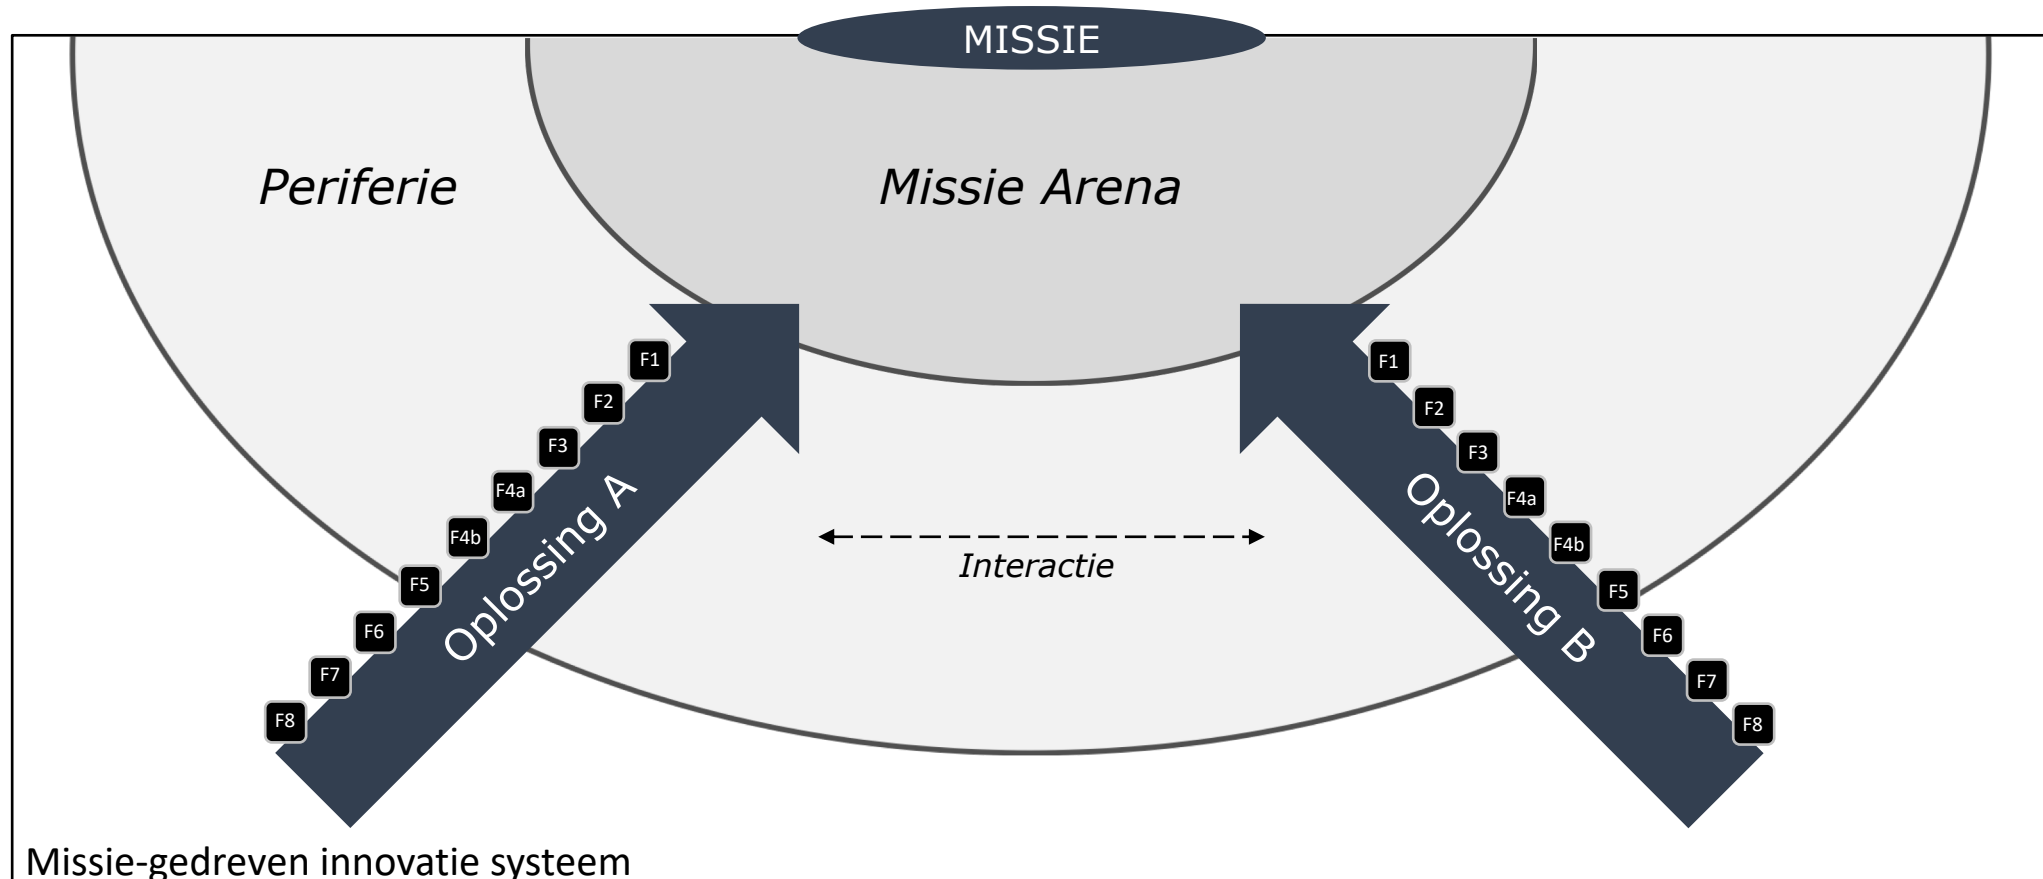 MISSIE
Periferie
Missie Arena
F1
F2
F3
F4a
F4b
F5
F6
F7
F8
Oplossing A
Interactie
F1
F2
F3
F4a
F4b
F5
F6
F7
F8
Oplossing B
Missie-gedreven innovatie systeem